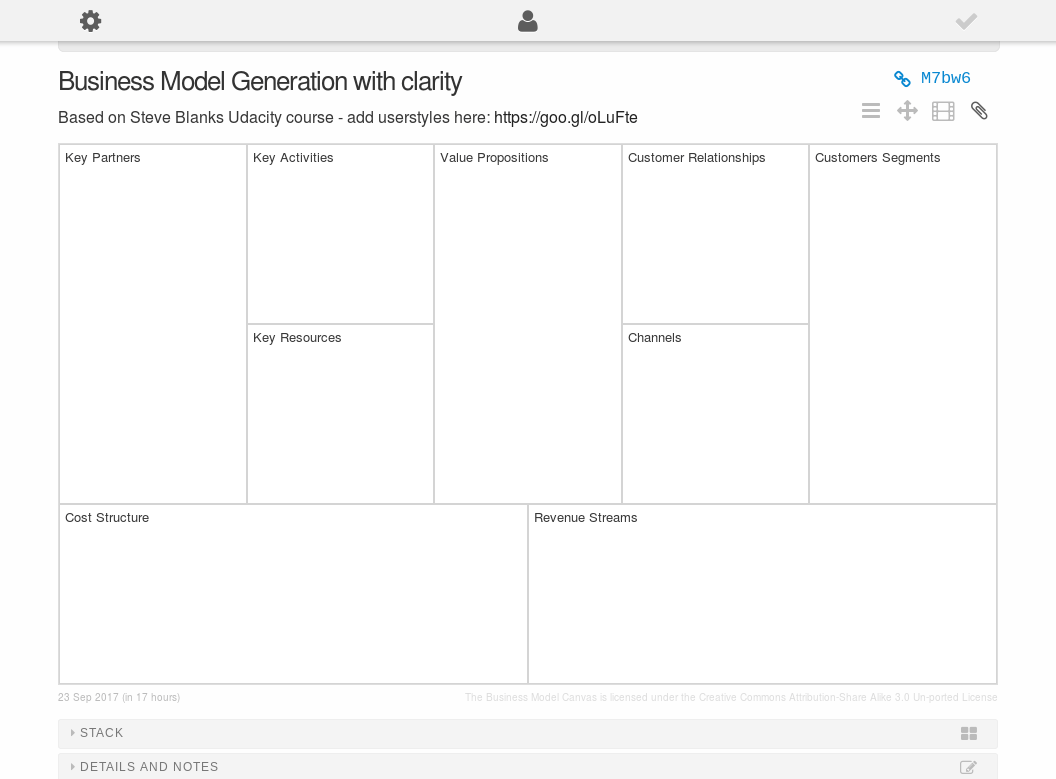 Business Model Generation with clarity
M7bw6
Based on Steve Blanks Udacity course - add userstyles here: https://goo.gl/oLuFte
Key Partners
Key Activities
Value Propositions
Customer Relationships
Customers Segments
Key Resources
Channels
Cost Structure
Revenue Streams
23 Sep 2017 (in 17 hours)
The Business Model Canvas is licensed under the Creative Commons Attribution-Share Alike 3.0 Un-ported License
STACK
DETAILS AND NOTES